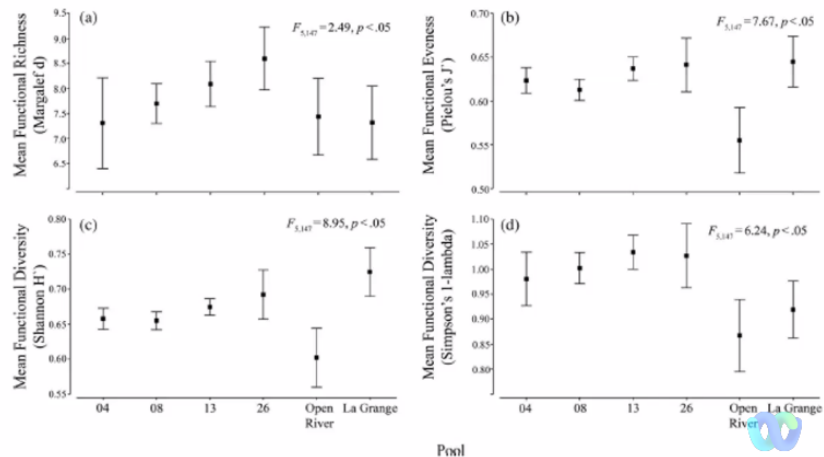 (a)
F5,147 = 2.49, p < .05
Mean Functional Richness
(Margalef d)
9.5
9.0
8.5
8.0
7.5
7.0
6.5
(b)
F5,147 = 7.67, p < .05
Mean Functional Eveness
(Pielou's J`)
0.70
0.65
0.60
0.55
0.50
(c)
F5,147 = 8.95, p < .05
Mean Functional Diversity
(Shannon H`)
0.80
0.75
0.70
0.65
0.60
0.55
04
08
13
26
Open
River
La Grange
(d)
F5,147 = 6.24, p < .05
Mean Functional Diversity
(Simpson's 1-lambda)
1.10
1.05
1.00
0.95
0.90
0.85
0.80
04
08
13
26
Open
River
La Grange
Pool